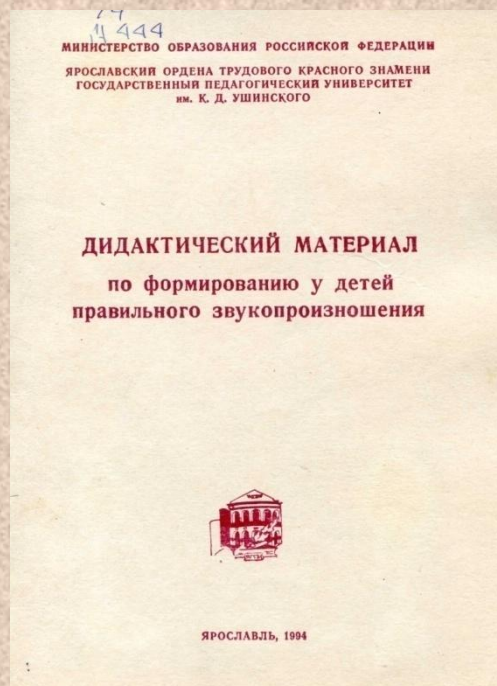 444
МИНИСТЕРСТВО ОБРАЗОВАНИЯ РОССИЙСКОЙ ФЕДЕРАЦИИ
ЯРОСЛАВСКИЙ ОРДЕНА ТРУДОВОГО КРАСНОГО ЗНАМЕНИ
ГОСУДАРСТВЕННЫЙ ПЕДАГОГИЧЕСКИЙ УНИВЕРСИТЕТ
им. К. Д. УШИНСКОГО
ДИДАКТИЧЕСКИЙ МАТЕРИАЛ
по формированию у детей
правильного звукопроизношения
ЯРОСЛАВЛЬ, 1994